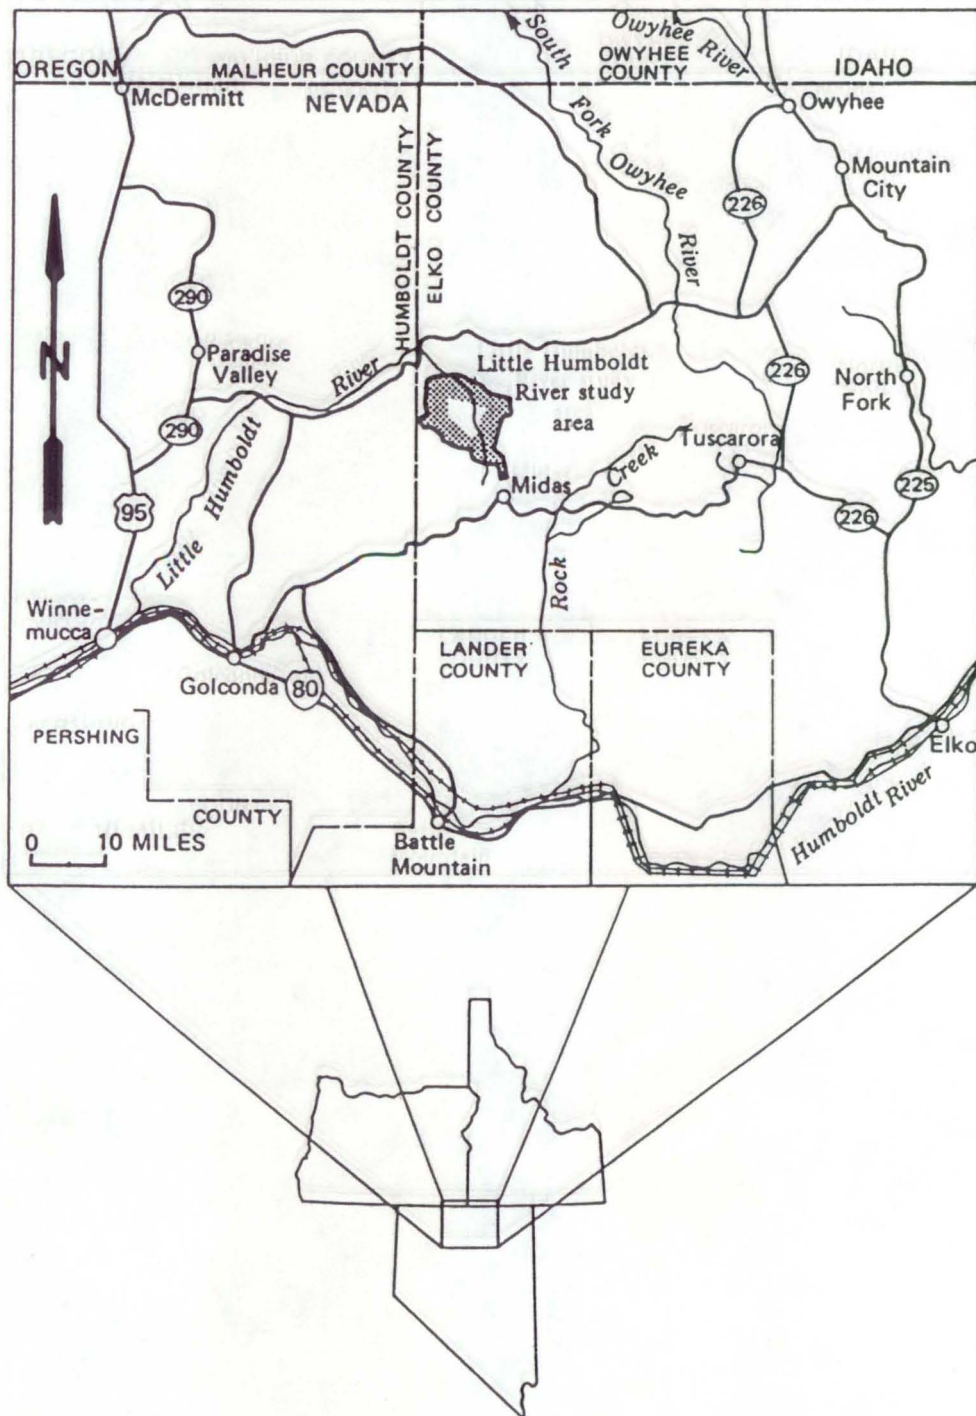 OREGON
MALHEUR COUNTY
South
Owyhee River
OWYHEE
COUNTY
IDAHO
McDermitt
NEVADA
Owyhee
Fork
Owyhee
River
HUMBOLDT COUNTY
ELKO COUNTY
Mountain
City
226
290
N
Paradise
Valley
River
Little Humboldt
River study
area
226
North
Fork
290
Humboldt
Little
Tuscarora
Creek
Midas
95
226
225
Rock
Winne-
mucca
LANDER
COUNTY
EUREKA
COUNTY
Golconda
80
PERSHING
COUNTY
Elko
Humboldt River
0 10 MILES
Battle
Mountain